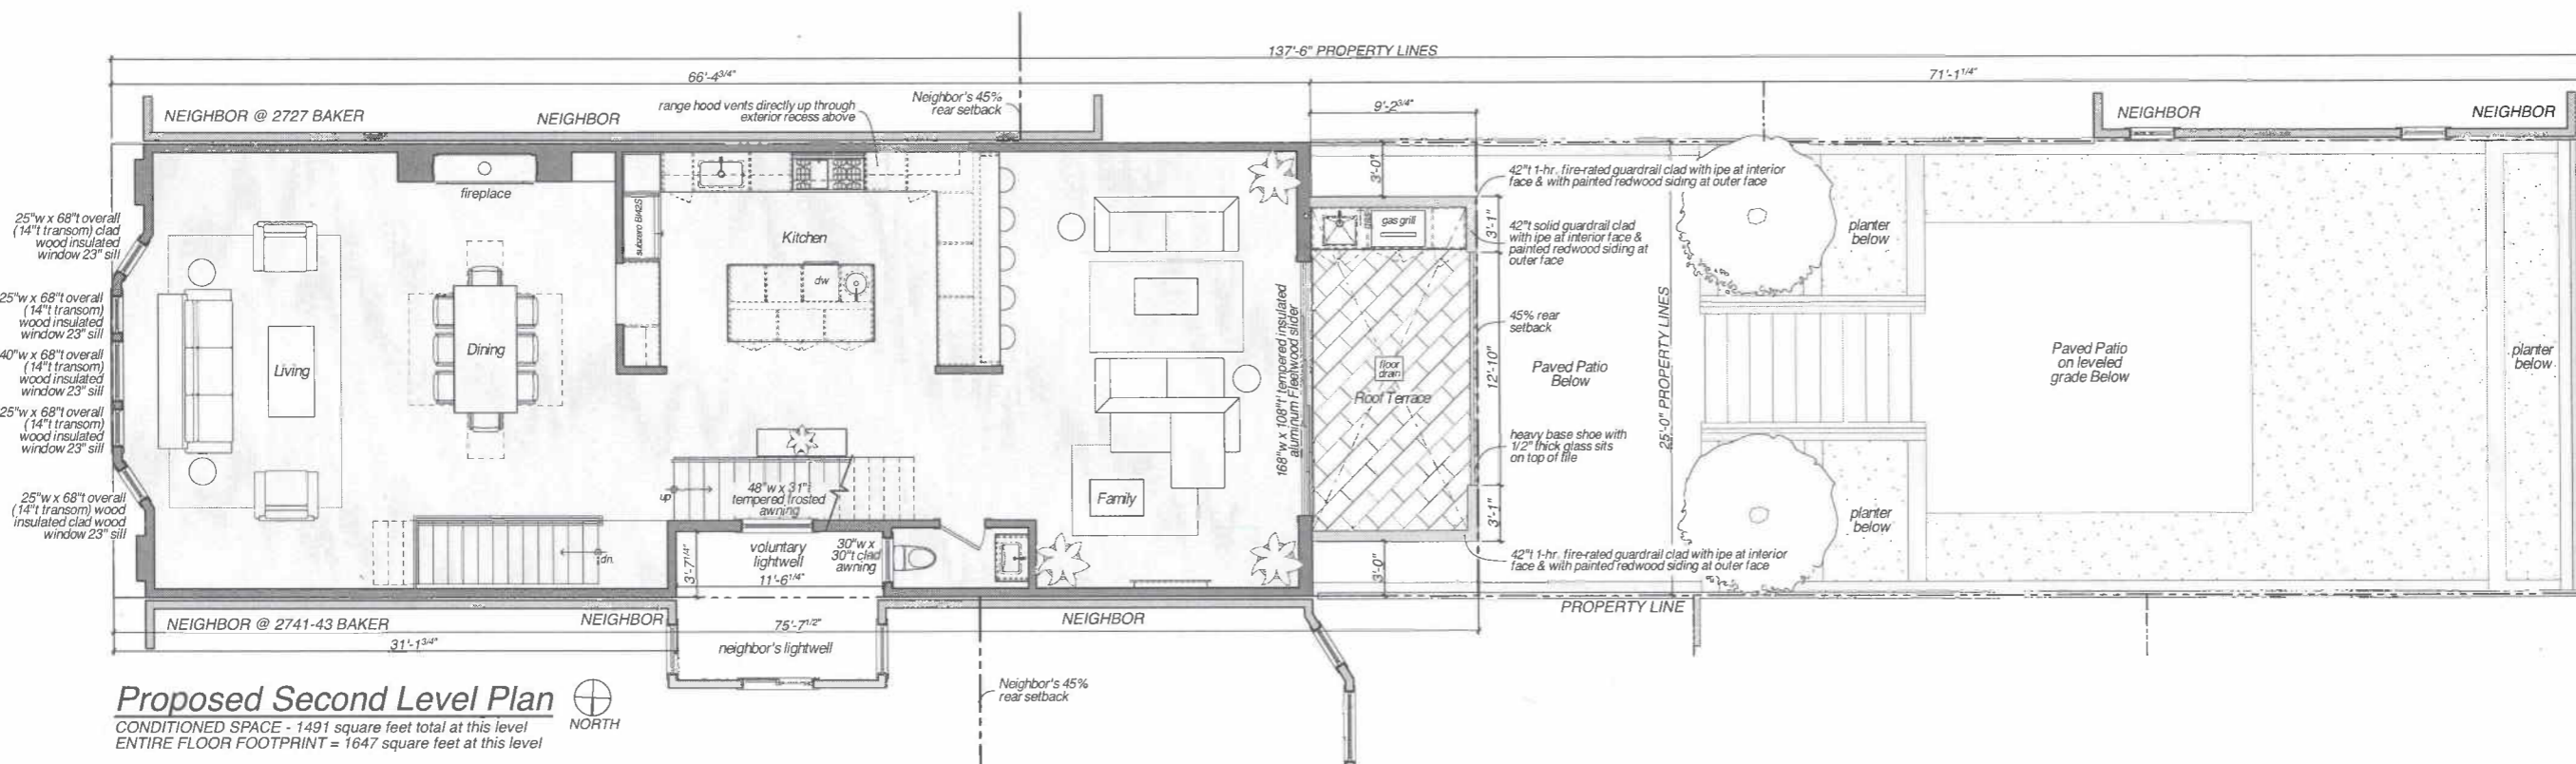 137'-6" PROPERTY LINES
66'-4 3/4"
71'-1 1/4"
9'-2 3/4"
NEIGHBOR @ 2727 BAKER
NEIGHBOR
range hood vents directly up through
exterior recess above
Neighbor's 45%
rear setback
NEIGHBOR
NEIGHBOR
3'-0"
42"t 1-hr. fire-rated guardrail clad with ipe at interior
face & with painted redwood siding at outer face
fireplace
25"w x 68"t overall
(14"t transom) clad
wood insulated
window 23" sill
Kitchen
gas grill
3'-1"
42"t solid guardrail clad
with ipe at interior face &
painted redwood siding at
outer face
planter
below
dw
25"w x 68"t overall
(14"t transom)
wood insulated
window 23" sill
168"w x 108"t tempered insulated
aluminum Fleetwood slider
45% rear
setback
25'-0" PROPERTY LINES
40"w x 68"t overall
(14"t transom)
wood insulated
window 23" sill
Living
Dining
floor
drain
Roof Terrace
12'-10"
Paved Patio
Below
Paved Patio
on leveled
grade Below
planter
below
25"w x 68"t overall
(14"t transom)
wood insulated
window 23" sill
heavy base shoe with
1/2" thick glass sits
on top of tile
25"w x 68"t overall
(14"t transom) wood
insulated clad wood
window 23" sill
up
48"w x 31"t
tempered frosted
awning
Family
3'-1"
planter
below
dn.
3'-7 1/4"
voluntary
lightwell
11'-6 1/4"
30"w x
30"t clad
awning
3'-0"
42"t 1-hr. fire-rated guardrail clad with ipe at interior
face & with painted redwood siding at outer face
PROPERTY LINE
NEIGHBOR @ 2741-43 BAKER
NEIGHBOR
75'-7 1/2"
NEIGHBOR
31'-1 3/4"
neighbor's lightwell
Neighbor's 45%
rear setback
Proposed Second Level Plan
NORTH
CONDITIONED SPACE - 1491 square feet total at this level
ENTIRE FLOOR FOOTPRINT = 1647 square feet at this level